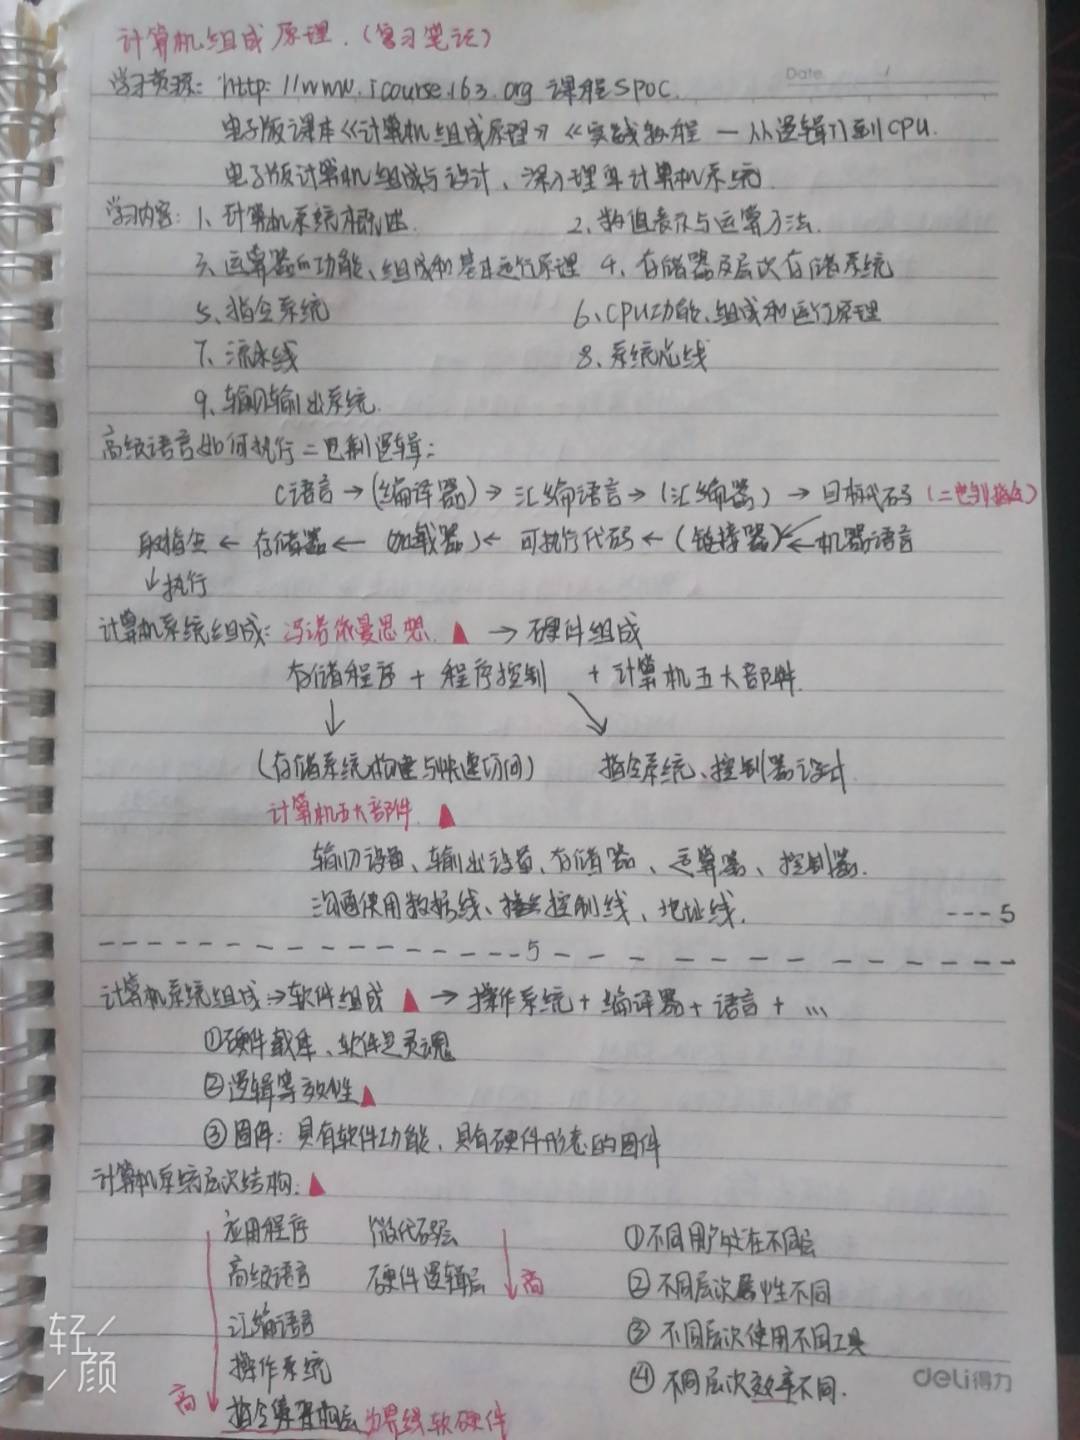 计算机组成原理.(复习笔记)
Date
学习资源: http://www.icourse163.org 课程SPOC.
电子版课本《计算机组成原理》《实践教程 — 从逻辑门到CPU.
电子版计算机组成与设计、深入理解计算机系统.
学习内容: 1、计算机系统概述. 2、数值表示与运算方法.
3、运算器的功能、组成和基本运行原理 4、存储器及层次存储系统
5、指令系统 6、CPU功能、组成和运行原理
7、流水线 8、系统总线
9、输入输出系统.
高级语言如何执行二进制逻辑:
C语言→(编译器)→汇编语言→(汇编器)→目标代码(二进制指令)
取指令←存储器←(加载器)←可执行代码←(链接器)←机器语言
↓执行
计算机系统组成: 冯诺依曼思想.▲→硬件组成
存储程序 + 程序控制 + 计算机五大部件.
↓ ↘
(存储系统构建与快速访问) 指令系统、控制器设计
计算机五大部件 ▲
输入设备、输出设备、存储器、运算器、控制器.
沟通使用数据线、控制线、地址线. ---5
5
计算机系统组成→软件组成▲→操作系统+编译器+语言+…
①硬件载体、软件是灵魂
②逻辑等效性▲
③固件: 具有软件功能、具有硬件形态的固件
计算机系统层次结构:▲
应用程序 微代码层 ①不同用户处在不同层
高级语言 硬件逻辑层 ↓高 ②不同层次属性不同
汇编语言 ③不同层次使用不同工具
操作系统 ④不同层次效率不同.
高↓ 指令集架构层为界线软硬件
轻颜
deli得力